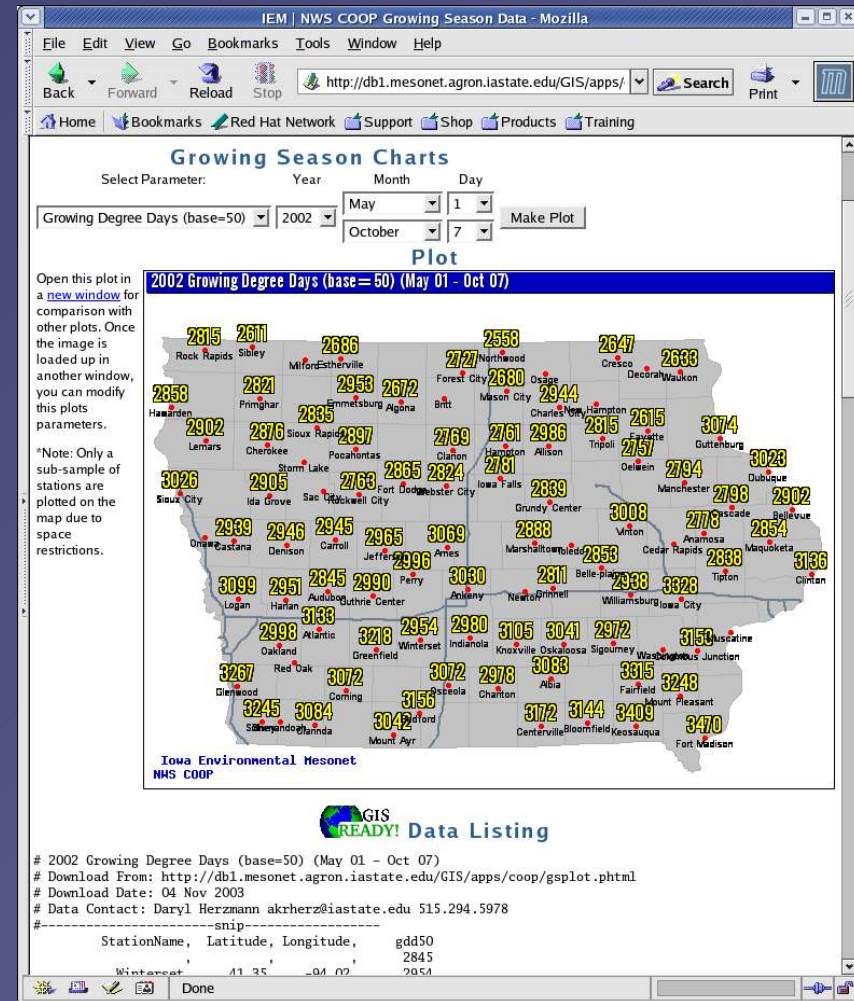 IEM | NWS COOP Growing Season Data - Mozilla
File Edit View Go Bookmarks Tools Window Help
Back Forward Reload Stop http://db1.mesonet.agron.iastate.edu/GIS/apps/ Search Print
Home Bookmarks Red Hat Network Support Shop Products Training
Growing Season Charts
Select Parameter: Year Month Day
Growing Degree Days (base=50) 2002 May 1 Make Plot
October 7
Plot
Open this plot in
a new window for
comparison with
other plots. Once
the image is
loaded up in
another window,
you can modify
this plots
parameters.
*Note: Only a
sub-sample of
stations are
plotted on the
map due to
space
restrictions.
2002 Growing Degree Days (base=50) (May 01 - Oct 07)
2815 2611 2686 2558 2647
Rock Rapids Sibley Milford Estherville Northwood Cresco
2727 2633
Forest City Osage Decorah Waukon
2858 2821 2953 2672 2680 2944
Hawarden Primghar Emmetsburg Algona Britt Mason City Charles City New Hampton
2902 2876 2835 2897 2769 2761 2986 2815 2615 3074
Lemars Cherokee Sioux Rapids Pocahontas Clarion Hampton Allison Tripoli Fayette Guttenburg
2757
Storm Lake Oelwein
3026 2905 2763 2865 2824 2781 2839 2794 3023
Sioux City Ida Grove Sac City Rockwell City Fort Dodge Webster City Iowa Falls Grundy Center Manchester Dubuque
2798 2902
Cascade Bellevue
2939 2946 2945 2965 3069 2888 3008 2778 2854
Onawa Castana Denison Carroll Jefferson Ames Marshalltown Toledo Vinton Cedar Rapids Anamosa Maquoketa
2996 2853 2838 3136
Perry Belle-plaine Tipton Clinton
3099 2951 2845 2990 3030 2811 2938 3328
Logan Harlan Audubon Guthrie Center Ankeny Newton Grinnell Williamsburg Iowa City
3133
Atlantic
2998 3218 2954 2980 3105 3041 2972 3153
Oakland Greenfield Winterset Indianola Knoxville Oskaloosa Sigourney Columbus Junction Muscatine
Red Oak
3267 3072 3072 2978 3083 3315 3248
Glenwood Corning Osceola Chariton Albia Fairfield Mount Pleasant
3245 3084 3042 3156 3172 3144 3409 3470
Clarinda Mount Ayr Centerville Bloomfield Keosauqua Fort Madison
Iowa Environmental Mesonet
NWS COOP
GIS
READY! Data Listing
# 2002 Growing Degree Days (base=50) (May 01 - Oct 07)
# Download From: http://db1.mesonet.agron.iastate.edu/GIS/apps/coop/gsplot.phtml
# Download Date: 04 Nov 2003
# Data Contact: Daryl Herzmann akrherz@iastate.edu 515.294.5978
#----------------------snip------------------
StationName, Latitude, Longitude, gdd50
, , , 2845
Winterset, 41.35, -94.02, 2954
Done